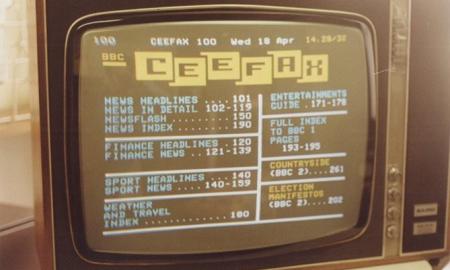 100 CEEFAX 100 Wed 18 Apr 14.28/32
BBC
CEEFAX
NEWS HEADLINES .... 101
NEWS IN DETAIL 102-119
NEWSFLASH ........ 150
NEWS INDEX ....... 190
FINANCE HEADLINES . 120
FINANCE NEWS .. 121-139
SPORT HEADLINES ... 140
SPORT NEWS .... 140-159
WEATHER
AND TRAVEL
INDEX ........ 180
ENTERTAINMENTS
GUIDE .171-178
FULL INDEX
TO BBC 1
PAGES
193-195
COUNTRYSIDE
(BBC 2)....261
ELECTION
MANIFESTOS
(BBC 2)....202